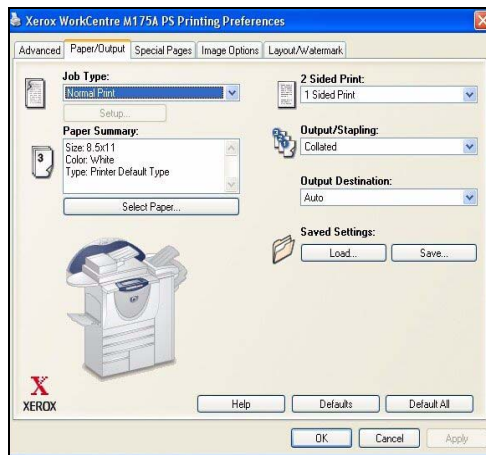 Xerox WorkCentre M175A PS Printing Preferences
Advanced Paper/Output Special Pages Image Options Layout/Watermark
Job Type:
Normal Print
Setup...
Paper Summary:
3
Size: 8.5x11
Color: White
Type: Printer Default Type
Select Paper...
2 Sided Print:
1 Sided Print
Output/Stapling:
Collated
Output Destination:
Auto
Saved Settings:
Load... Save...
X
XEROX
Help Defaults Default All
OK Cancel Apply